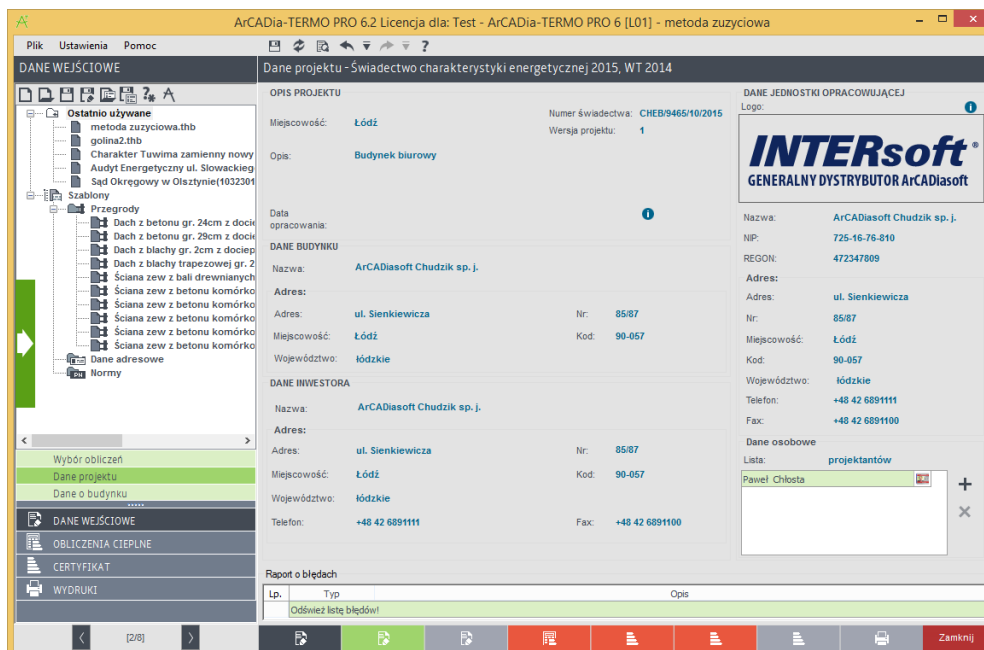 ArCADia-TERMO PRO 6.2 Licencja dla: Test - ArCADia-TERMO PRO 6 [L01] - metoda zuzyciowa
Plik Ustawienia Pomoc
DANE WEJŚCIOWE
Ostatnio używane
metoda zuzyciowa.thb
golina2.thb
Charakter Tuwima zamienny nowy
Audyt Energetyczny ul. Slowackieg
Sąd Okręgowy w Olsztynie(1032301
Szablony
Przegrody
Dach z betonu gr. 24cm z docie
Dach z betonu gr. 29cm z docie
Dach z blachy gr. 2cm z dociep
Dach z blachy trapezowej gr. 2
Ściana zew z bali drewnianych
Ściana zew z betonu komórko
Ściana zew z betonu komórko
Ściana zew z betonu komórko
Ściana zew z betonu komórko
Ściana zew z betonu komórko
Dane adresowe
PN Normy
Wybór obliczeń
Dane projektu
Dane o budynku
DANE WEJŚCIOWE
OBLICZENIA CIEPLNE
CERTYFIKAT
WYDRUKI
[2/8]
Dane projektu - Świadectwo charakterystyki energetycznej 2015, WT 2014
OPIS PROJEKTU
Miejscowość: Łódź
Numer świadectwa: CHEB/9465/10/2015
Wersja projektu: 1
Opis: Budynek biurowy
Data
opracowania:
DANE BUDYNKU
Nazwa: ArCADiasoft Chudzik sp. j.
Adres:
Adres: ul. Sienkiewicza Nr: 85/87
Miejscowość: Łódź Kod: 90-057
Województwo: łódzkie
DANE INWESTORA
Nazwa: ArCADiasoft Chudzik sp. j.
Adres:
Adres: ul. Sienkiewicza Nr: 85/87
Miejscowość: Łódź Kod: 90-057
Województwo: łódzkie
Telefon: +48 42 6891111 Fax: +48 42 6891100
DANE JEDNOSTKI OPRACOWUJĄCEJ
Logo:
INTERsoft®
GENERALNY DYSTRYBUTOR ArCADiasoft
Nazwa: ArCADiasoft Chudzik sp. j.
NIP: 725-16-76-810
REGON: 472347809
Adres:
Adres: ul. Sienkiewicza
Nr: 85/87
Miejscowość: Łódź
Kod: 90-057
Województwo: łódzkie
Telefon: +48 42 6891111
Fax: +48 42 6891100
Dane osobowe
Lista: projektantów
Paweł Chłosta
Raport o błędach
Lp. Typ Opis
Odśwież listę błędów!
Zamknij